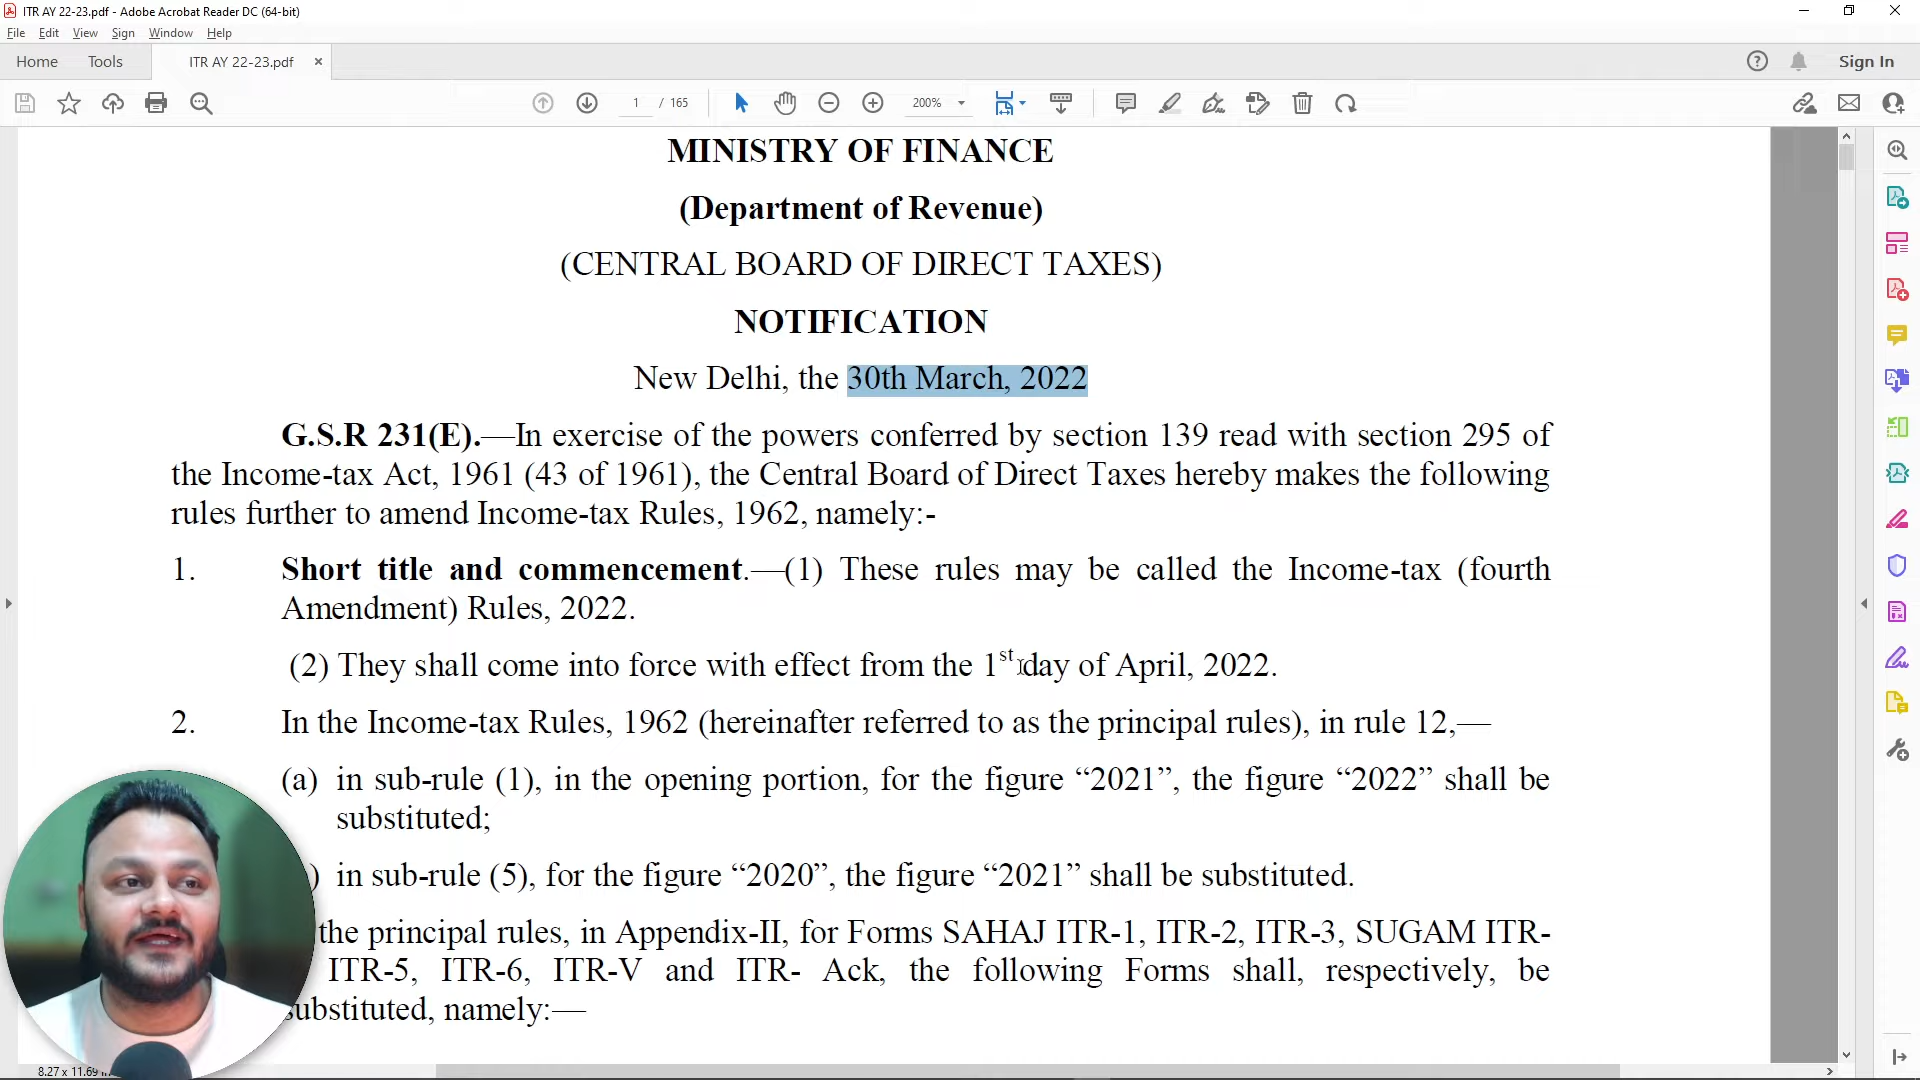 ITR AY 22-23.pdf - Adobe Acrobat Reader DC (64-bit)
File Edit View Sign Window Help
Home Tools ITR AY 22-23.pdf × Sign In
1 / 165 200%
MINISTRY OF FINANCE
(Department of Revenue)
(CENTRAL BOARD OF DIRECT TAXES)
NOTIFICATION
New Delhi, the 30th March, 2022
G.S.R 231(E).—In exercise of the powers conferred by section 139 read with section 295 of
the Income-tax Act, 1961 (43 of 1961), the Central Board of Direct Taxes hereby makes the following
rules further to amend Income-tax Rules, 1962, namely:-
1. Short title and commencement.—(1) These rules may be called the Income-tax (fourth
Amendment) Rules, 2022.
(2) They shall come into force with effect from the 1st day of April, 2022.
2. In the Income-tax Rules, 1962 (hereinafter referred to as the principal rules), in rule 12,—
(a) in sub-rule (1), in the opening portion, for the figure “2021”, the figure “2022” shall be
substituted;
) in sub-rule (5), for the figure “2020”, the figure “2021” shall be substituted.
the principal rules, in Appendix-II, for Forms SAHAJ ITR-1, ITR-2, ITR-3, SUGAM ITR-
ITR-5, ITR-6, ITR-V and ITR- Ack, the following Forms shall, respectively, be
substituted, namely:—
8.27 x 11.69